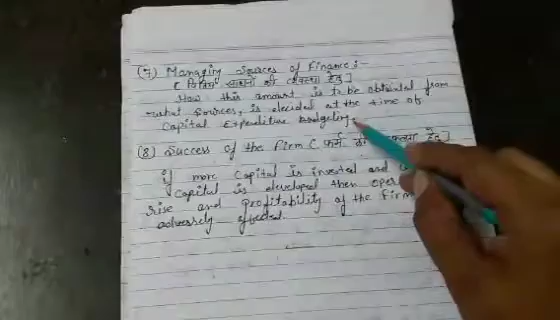 (7) Managing Sources of Finance:-
[ वित्तिय साधनों की व्यवस्था हेतु ]
How this amount is to be obtained from
what sources, is decided at the time of
Capital Expenditure budgeting.
(8) Success of the Firm [ फर्म की हेतु ]
if more Capital is invested and
Capital is developed then
rise and profitability of the Firm
adversely effected.